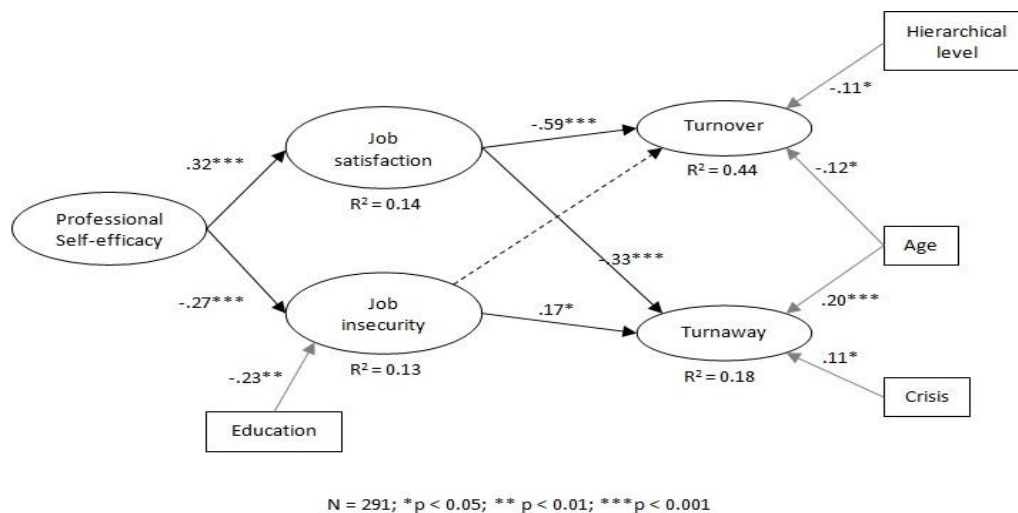 Hierarchical
level
-.11*
-.59***
Turnover
Job
satisfaction
.32***
R² = 0.44
-.12*
R² = 0.14
Professional
Self-efficacy
Age
-.33***
-.27***
Job
insecurity
.17*
.20***
Turnaway
.11*
R² = 0.13
R² = 0.18
-.23**
Crisis
Education
N = 291; *p < 0.05; ** p < 0.01; ***p < 0.001